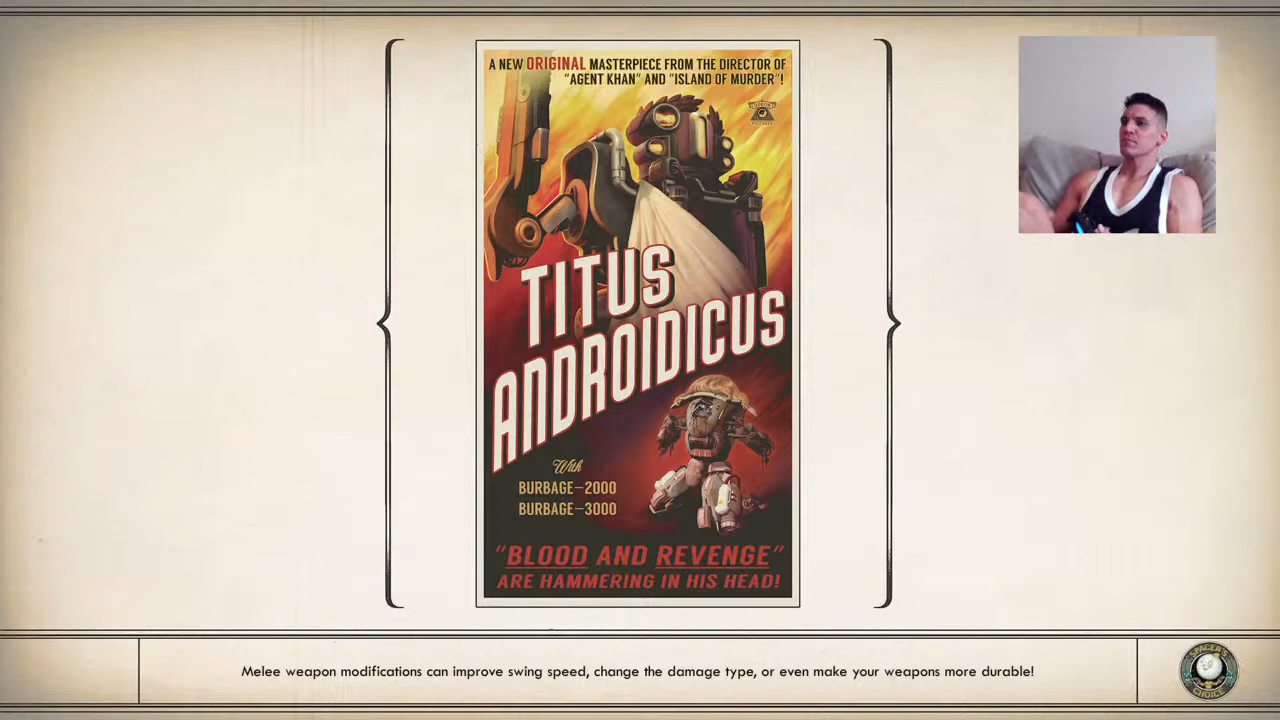 A NEW ORIGINAL MASTERPIECE FROM THE DIRECTOR OF
"AGENT KHAN" AND "ISLAND OF MURDER"!
TITUS
ANDROIDICUS
With
BURBAGE-2000
BURBAGE-3000
"BLOOD AND REVENGE"
ARE HAMMERING IN HIS HEAD!
Melee weapon modifications can improve swing speed, change the damage type, or even make your weapons more durable!
SPACER'S
CHOICE